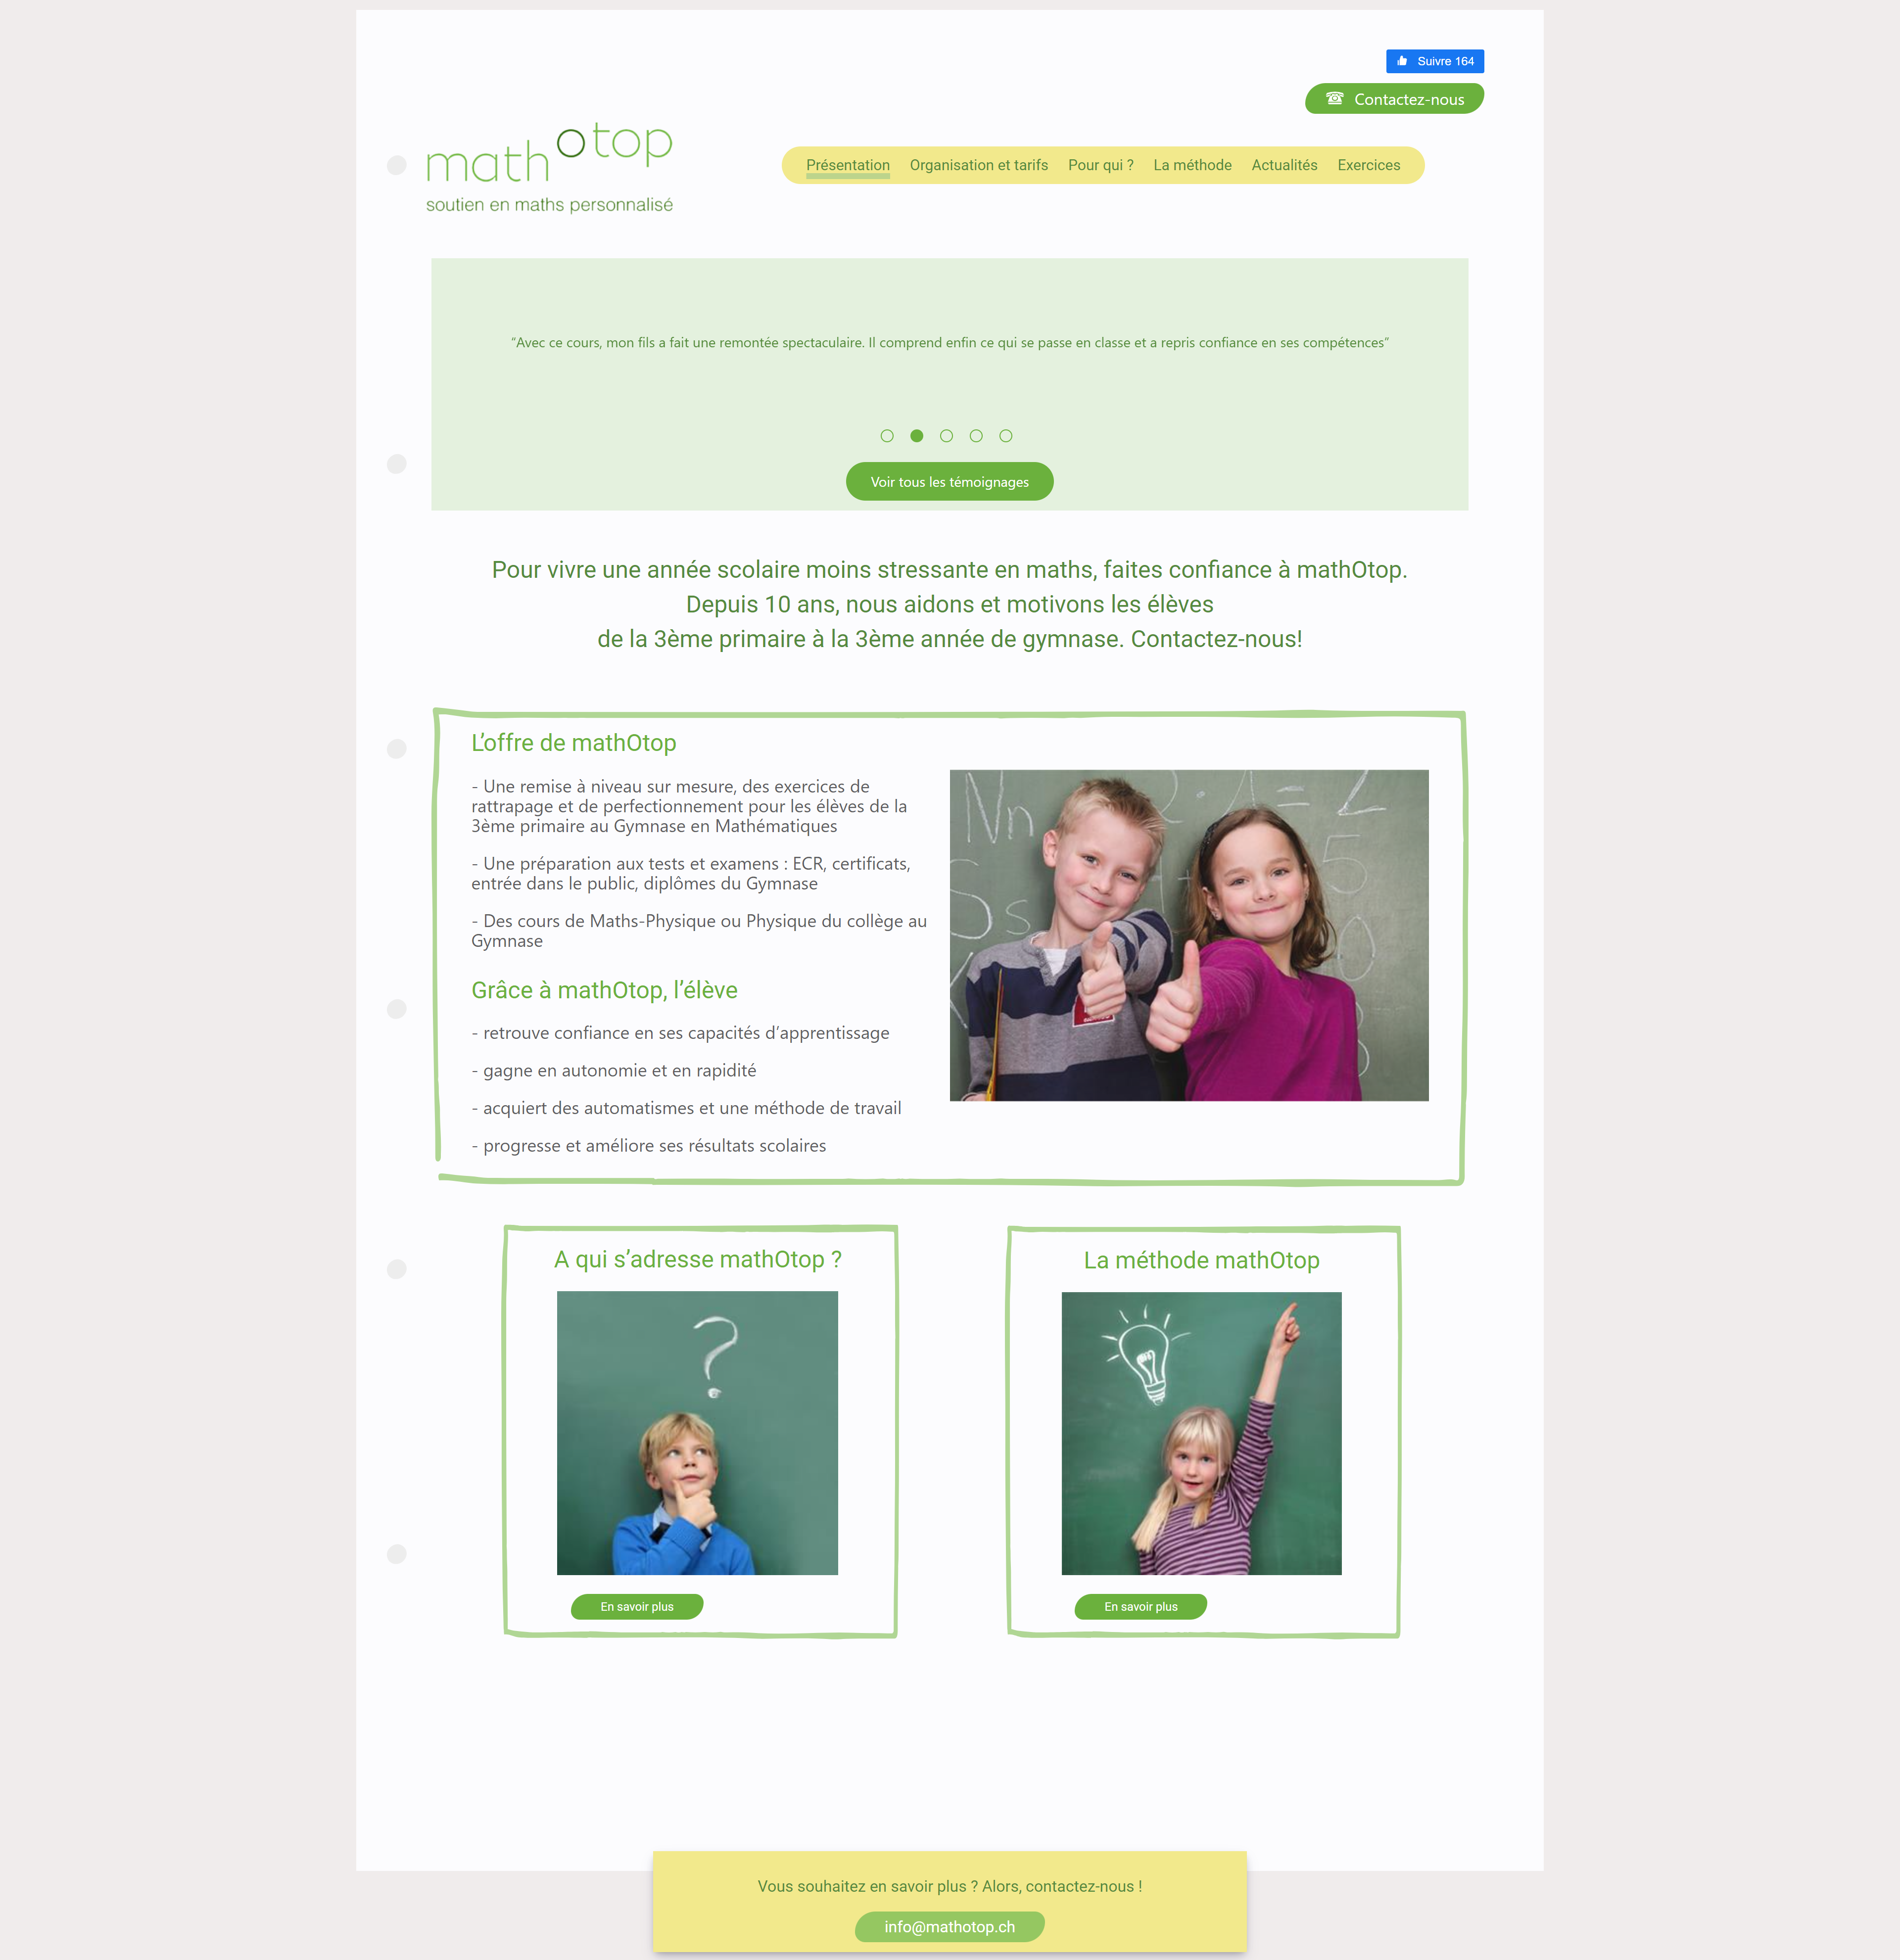 Suivre 164
Contactez-nous
mathotop
soutien en maths personnalisé
Présentation Organisation et tarifs Pour qui ? La méthode Actualités Exercices
“Avec ce cours, mon fils a fait une remontée spectaculaire. Il comprend enfin ce qui se passe en classe et a repris confiance en ses compétences”
Voir tous les témoignages
Pour vivre une année scolaire moins stressante en maths, faites confiance à mathOtop.
Depuis 10 ans, nous aidons et motivons les élèves
de la 3ème primaire à la 3ème année de gymnase. Contactez-nous!
L’offre de mathOtop
- Une remise à niveau sur mesure, des exercices de
rattrapage et de perfectionnement pour les élèves de la
3ème primaire au Gymnase en Mathématiques
- Une préparation aux tests et examens : ECR, certificats,
entrée dans le public, diplômes du Gymnase
- Des cours de Maths-Physique ou Physique du collège au
Gymnase
Grâce à mathOtop, l’élève
- retrouve confiance en ses capacités d’apprentissage
- gagne en autonomie et en rapidité
- acquiert des automatismes et une méthode de travail
- progresse et améliore ses résultats scolaires
A qui s’adresse mathOtop ?
?
En savoir plus
La méthode mathOtop
En savoir plus
Vous souhaitez en savoir plus ? Alors, contactez-nous !
info@mathotop.ch